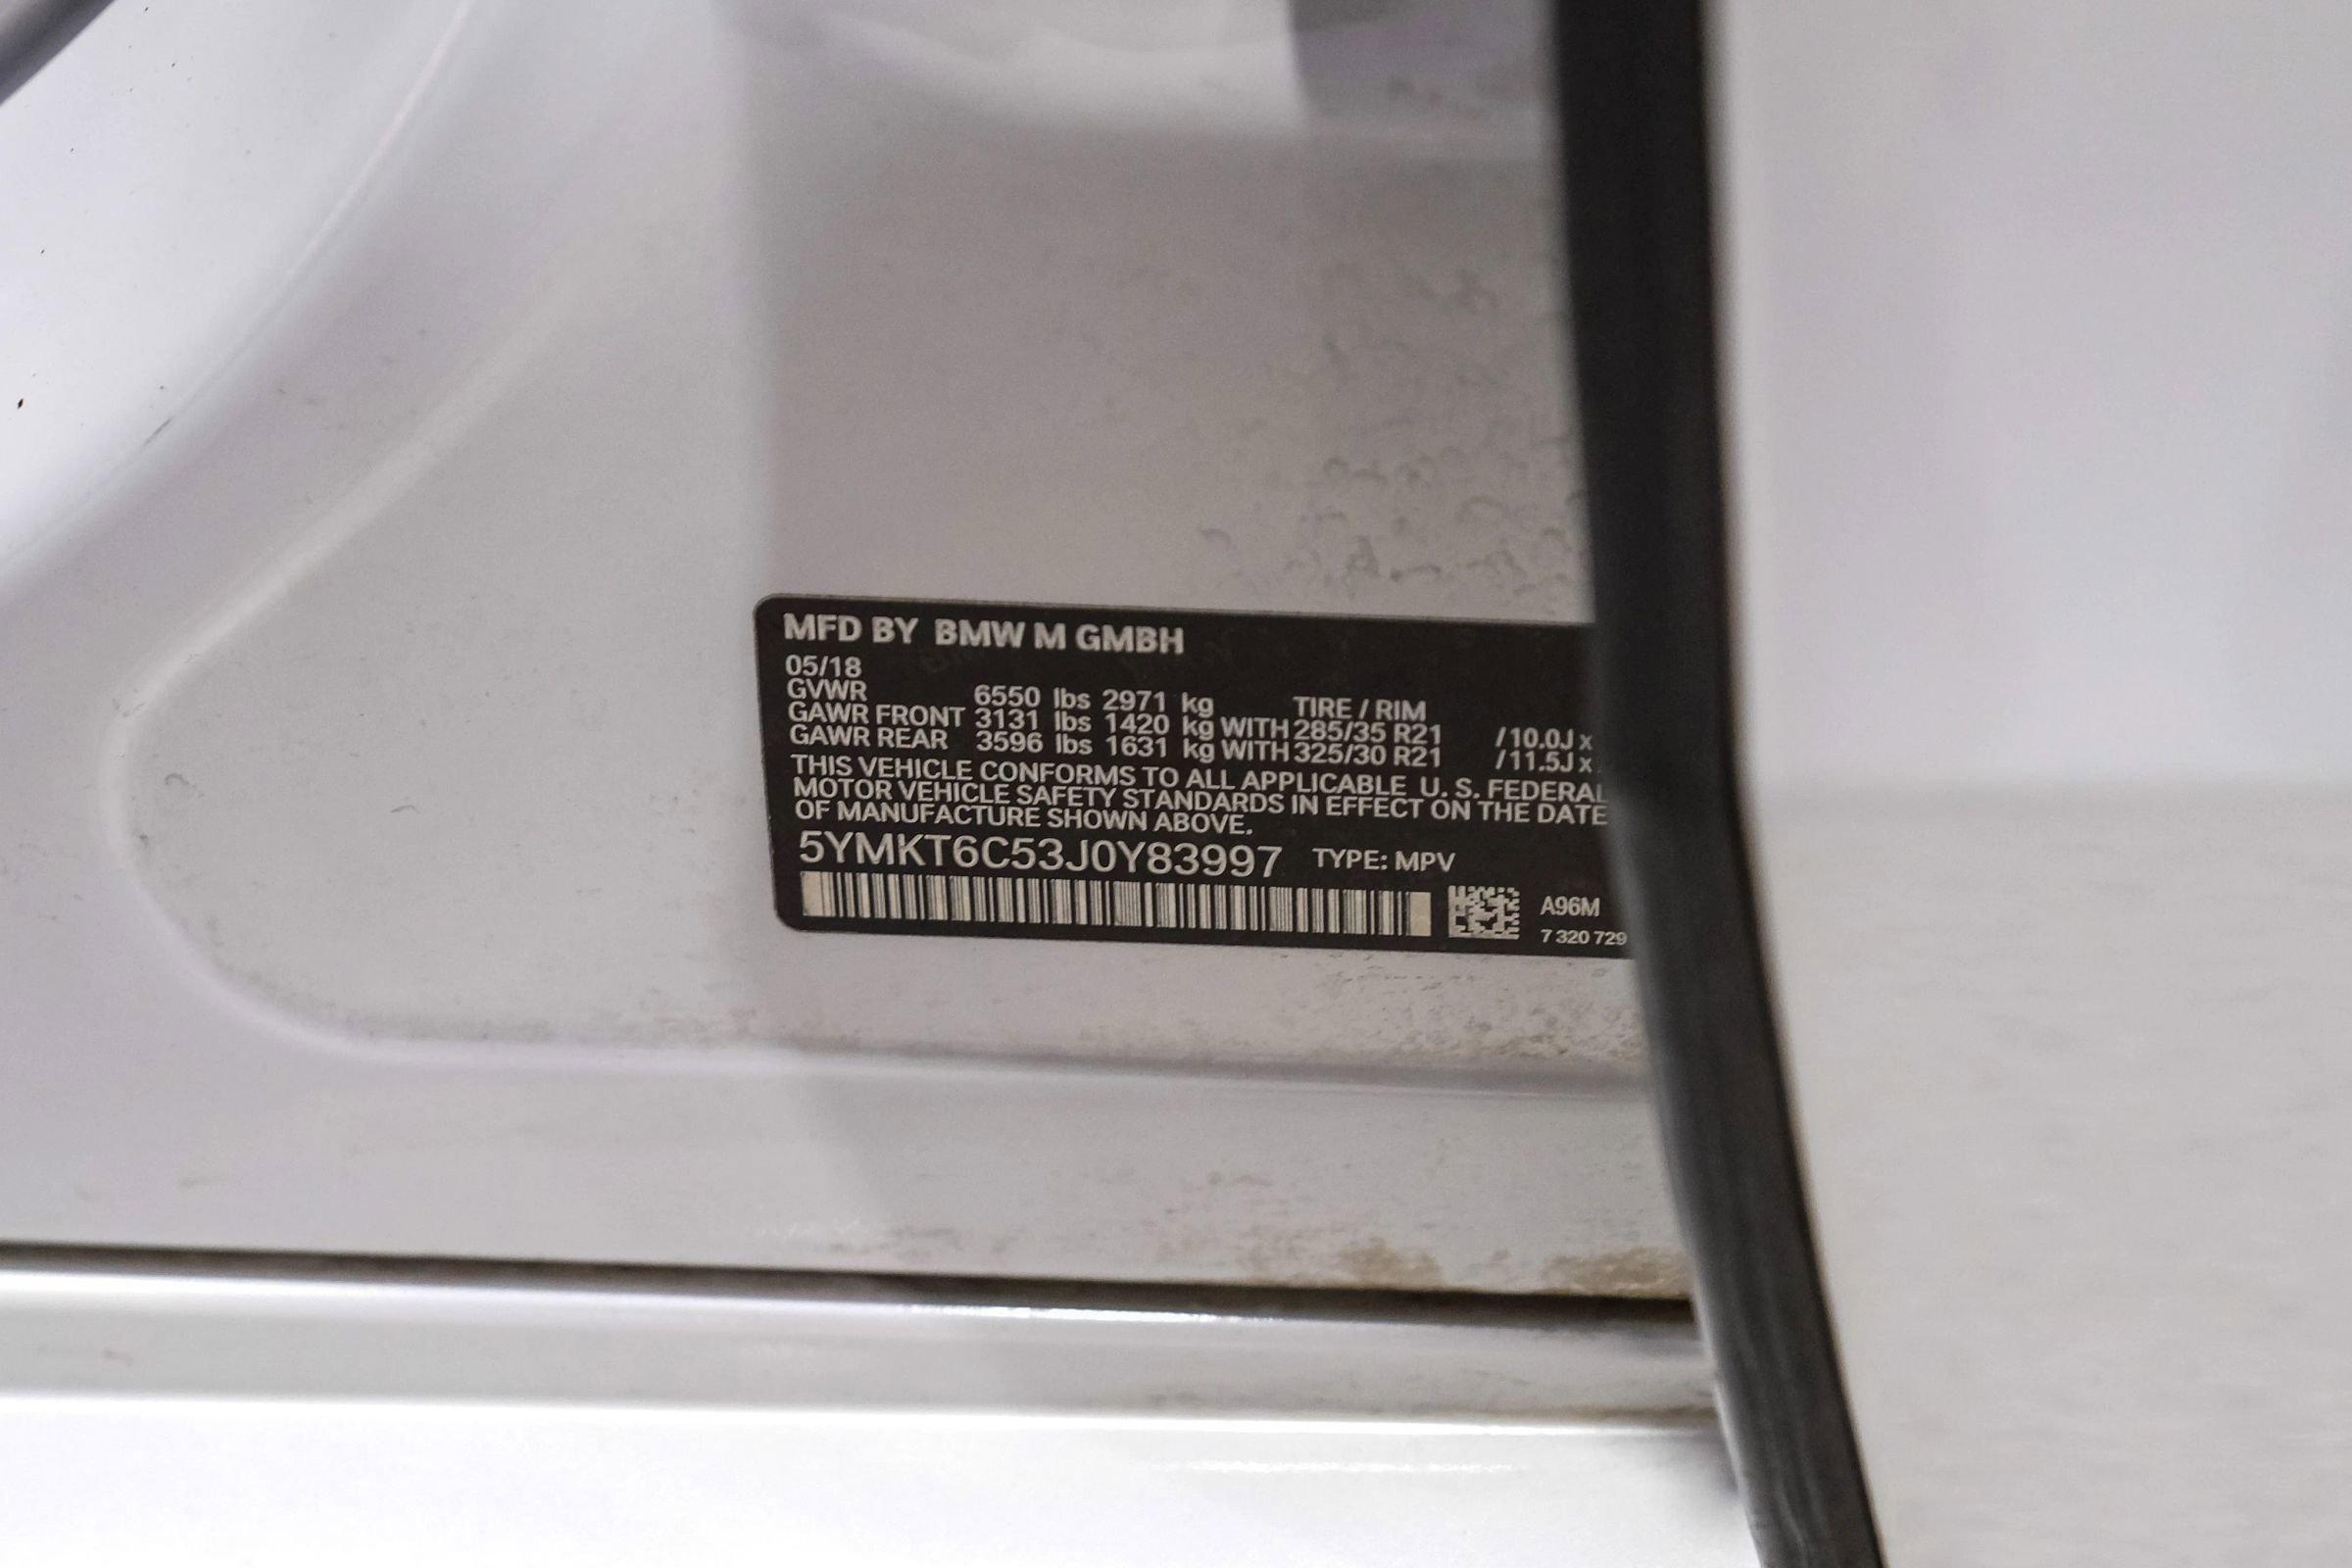 MFD BY BMW M GMBH
05/18
GVWR 6550 lbs 2971 kg TIRE / RIM
GAWR FRONT 3131 lbs 1420 kg WITH 285/35 R21 /10.0J x
GAWR REAR 3596 lbs 1631 kg WITH 325/30 R21 /11.5J x
THIS VEHICLE CONFORMS TO ALL APPLICABLE U. S. FEDERAL
MOTOR VEHICLE SAFETY STANDARDS IN EFFECT ON THE DATE
OF MANUFACTURE SHOWN ABOVE.
5YMKT6C53J0Y83997 TYPE: MPV
A96M
7 320 729